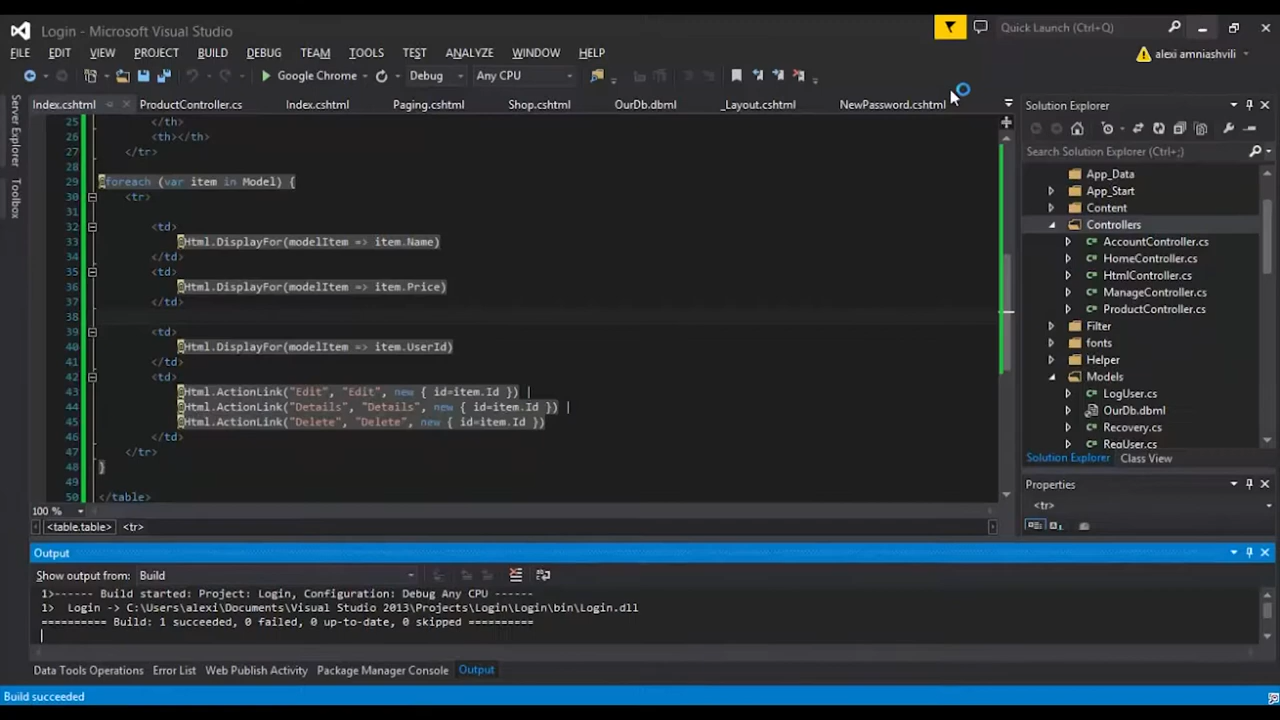 Login - Microsoft Visual Studio
Quick Launch (Ctrl+Q)
FILE EDIT VIEW PROJECT BUILD DEBUG TEAM TOOLS TEST ANALYZE WINDOW HELP
alexi amniashvili
Google Chrome Debug Any CPU
Index.cshtml ProductController.cs Index.cshtml Paging.cshtml Shop.cshtml OurDb.dbml _Layout.cshtml NewPassword.cshtml
Server Explorer
Toolbox
25 </th>
26 <th></th>
27 </tr>
28
29 @foreach (var item in Model) {
30 <tr>
31
32 <td>
33 @Html.DisplayFor(modelItem => item.Name)
34 </td>
35 <td>
36 @Html.DisplayFor(modelItem => item.Price)
37 </td>
38
39 <td>
40 @Html.DisplayFor(modelItem => item.UserId)
41 </td>
42 <td>
43 @Html.ActionLink("Edit", "Edit", new { id=item.Id }) |
44 @Html.ActionLink("Details", "Details", new { id=item.Id }) |
45 @Html.ActionLink("Delete", "Delete", new { id=item.Id })
46 </td>
47 </tr>
48 }
49
50 </table>
100 %
<table.table> <tr>
Solution Explorer
Search Solution Explorer (Ctrl+;)
App_Data
App_Start
Content
Controllers
C# AccountController.cs
C# HomeController.cs
C# HtmlController.cs
C# ManageController.cs
C# ProductController.cs
Filter
fonts
Helper
Models
C# LogUser.cs
OurDb.dbml
C# Recovery.cs
C# RegUser.cs
Solution Explorer Class View
Properties
<tr>
Output
Show output from: Build
1>------ Build started: Project: Login, Configuration: Debug Any CPU ------
1> Login -> C:\Users\alexi\Documents\Visual Studio 2013\Projects\Login\Login\bin\Login.dll
========== Build: 1 succeeded, 0 failed, 0 up-to-date, 0 skipped ==========
Data Tools Operations Error List Web Publish Activity Package Manager Console Output
Build succeeded